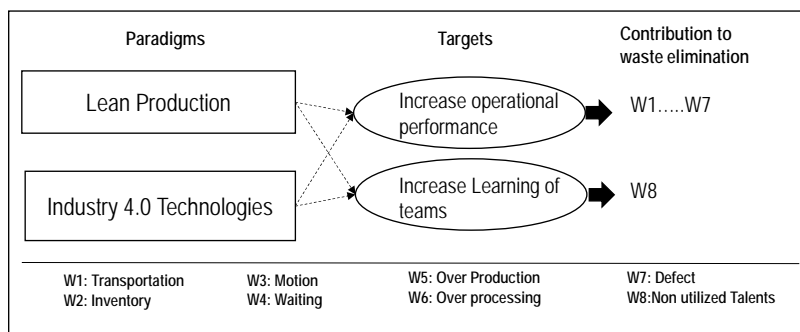 Paradigms
Targets
Contribution to
waste elimination
Lean Production
Increase operational
performance
W1.....W7
Industry 4.0 Technologies
Increase Learning of
teams
W8
W1: Transportation
W2: Inventory
W3: Motion
W4: Waiting
W5: Over Production
W6: Over processing
W7: Defect
W8:Non utilized Talents